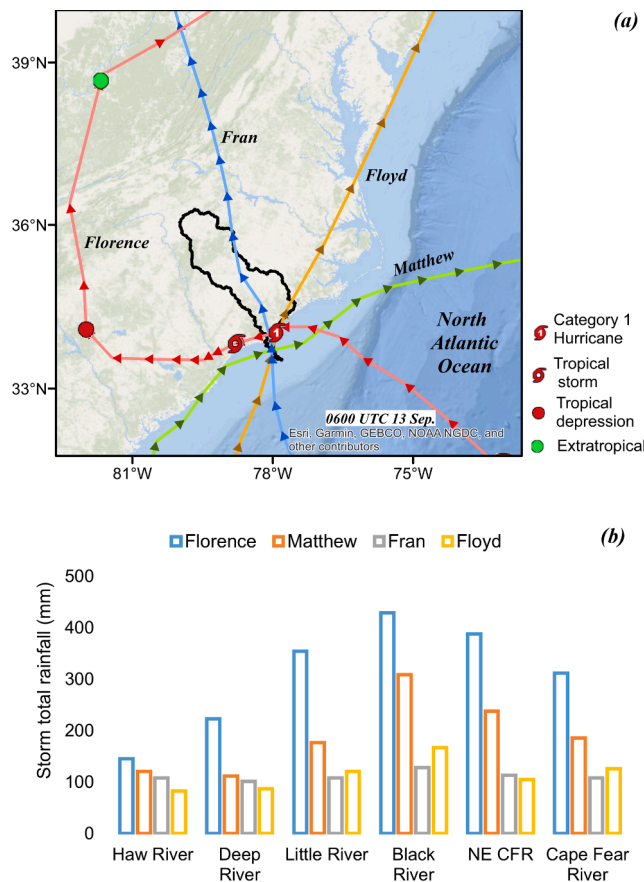 (a)
39°N
Fran
Floyd
36°N
Florence
Matthew
North
Atlantic
Ocean
33°N
0600 UTC 13 Sep.
Esri, Garmin, GEBCO, NOAA NGDC, and
other contributors
81°W
78°W
75°W
1
Category 1
Hurricane
Tropical
storm
Tropical
depression
Extratropical
(b)
Florence Matthew Fran Floyd
Storm total rainfall (mm)
500
400
300
200
100
0
Haw River
Deep
River
Little River
Black
River
NE CFR
Cape Fear
River